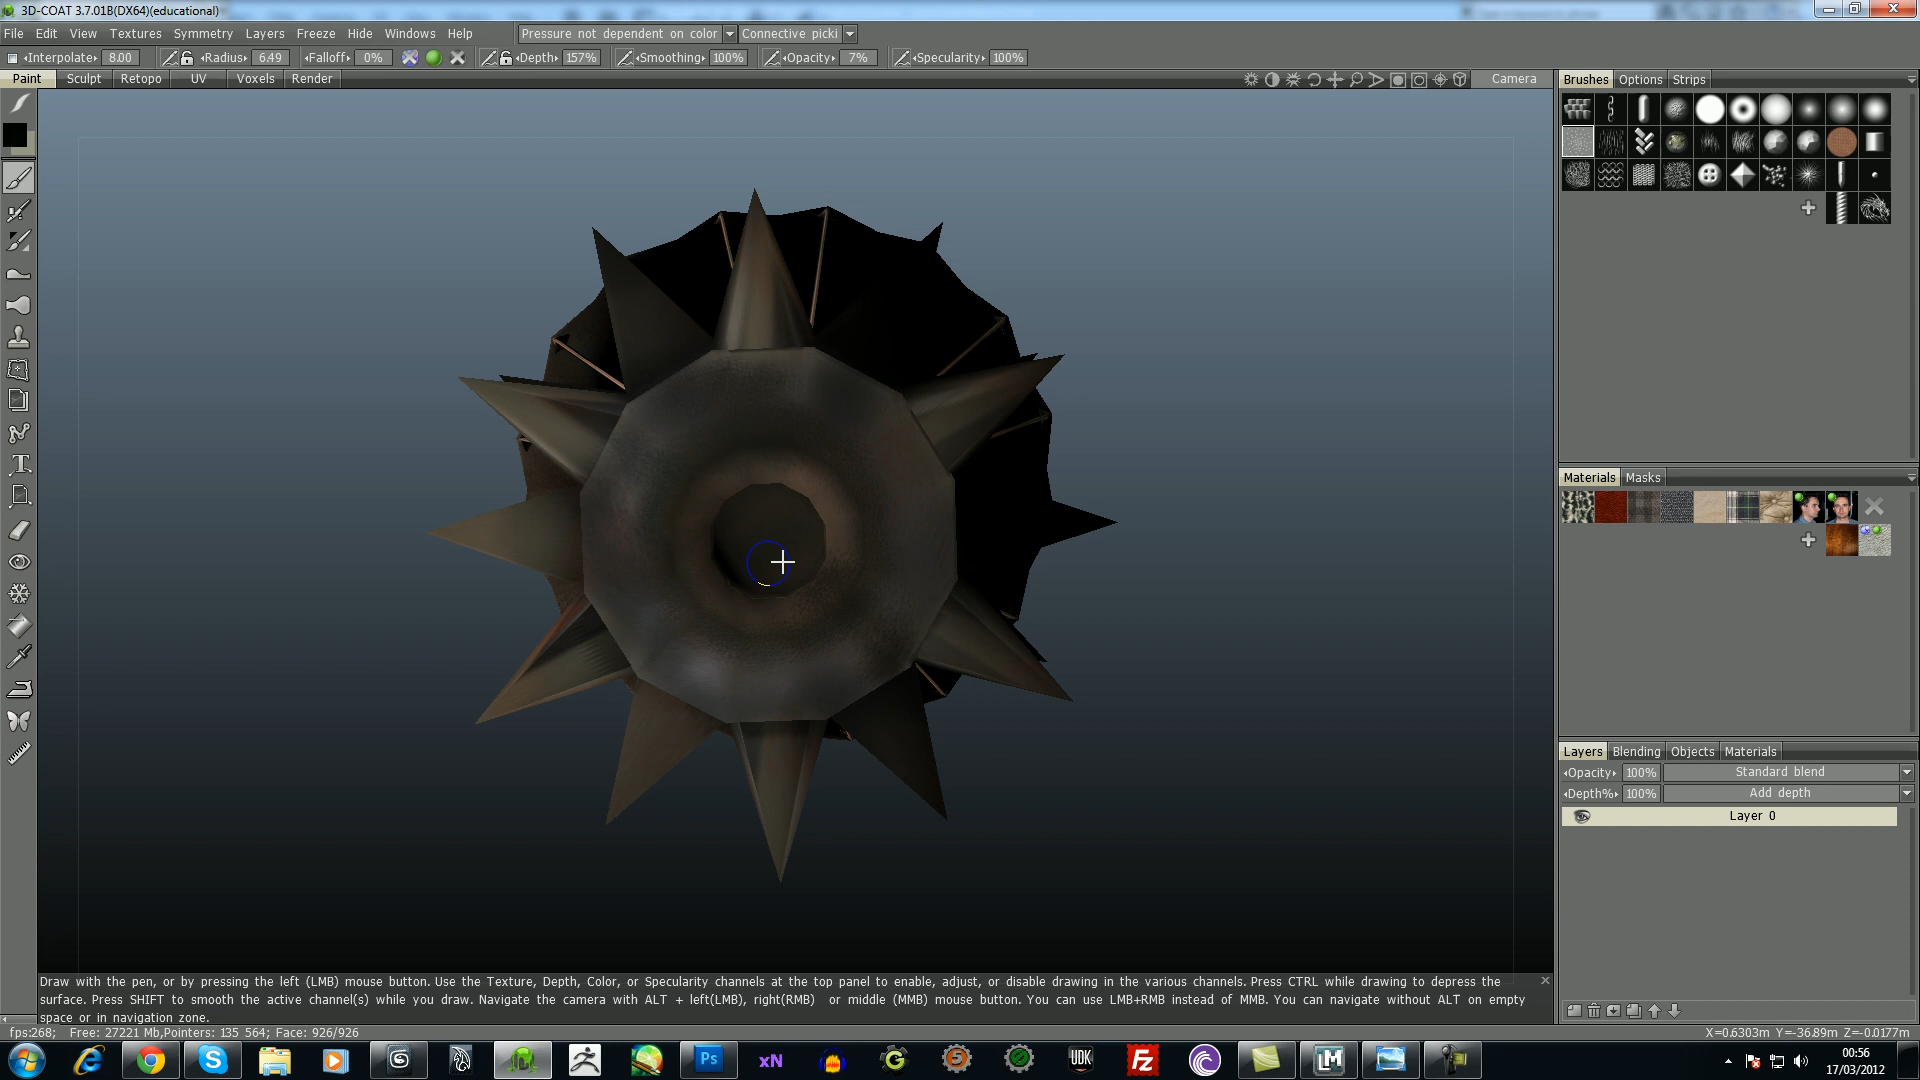 3D-COAT 3.7.01B(DX64)(educational)
File Edit View Textures Symmetry Layers Freeze Hide Windows Help Pressure not dependent on color Connective picki
Interpolate 8.00 Radius 6.49 Falloff 0% Depth 157% Smoothing 100% Opacity 7% Specularity 100%
Paint Sculpt Retopo UV Voxels Render Camera
Brushes Options Strips
Materials Masks
Layers Blending Objects Materials
Opacity 100% Standard blend
Depth% 100% Add depth
Layer 0
Draw with the pen, or by pressing the left (LMB) mouse button. Use the Texture, Depth, Color, or Specularity channels at the top panel to enable, adjust, or disable drawing in the various channels. Press CTRL while drawing to depress the
surface. Press SHIFT to smooth the active channel(s) while you draw. Navigate the camera with ALT + left(LMB), right(RMB) or middle (MMB) mouse button. You can use LMB+RMB instead of MMB. You can navigate without ALT on empty
space or in navigation zone.
fps:268; Free: 27221 Mb,Pointers: 135 564; Face: 926/926 X=0.6303m Y=-36.89m Z=-0.0177m
Ps xN G 5 UDK Fz LM
00:56
17/03/2012